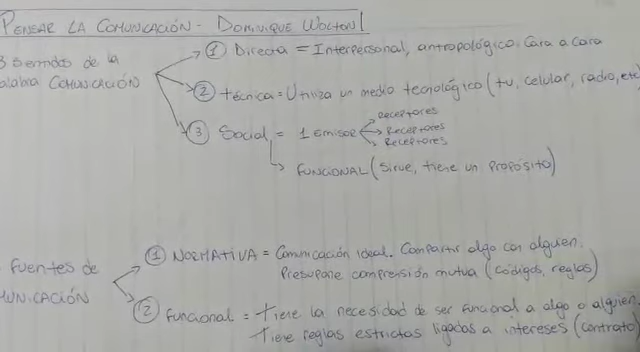 PENSAR LA COMUNICACIÓN - DOMINIQUE WOLTON
3 sentidos de la
palabra COMUNICACIÓN
① Directa = Interpersonal, antropológico. Cara a cara
② técnica = Utiliza un medio tecnológico (tv, celular, radio, etc)
③ Social = 1 EMISOR
RECEPTORES
RECEPTORES
RECEPTORES
FUNCIONAL (Sirve, tiene un propósito)
fuentes de
MUNICACIÓN
① NORMATIVA = Comunicación ideal. Compartir algo con alguien.
Presupone comprensión mutua (códigos, reglas)
② funcional = tiene la necesidad de ser funcional a algo o alguien.
tiene reglas estrictas ligadas a intereses (contrato)